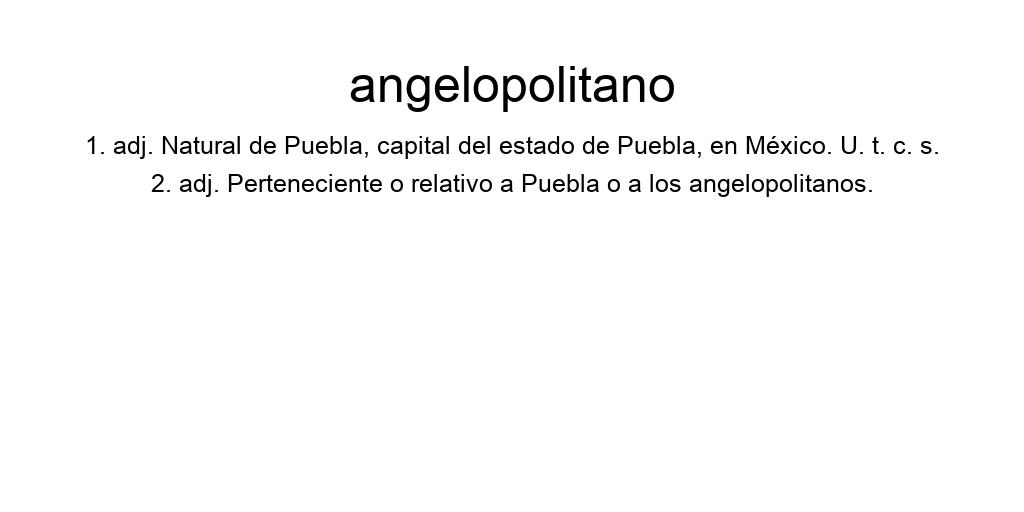 angelopolitano
1. adj. Natural de Puebla, capital del estado de Puebla, en México. U. t. c. s.
2. adj. Perteneciente o relativo a Puebla o a los angelopolitanos.